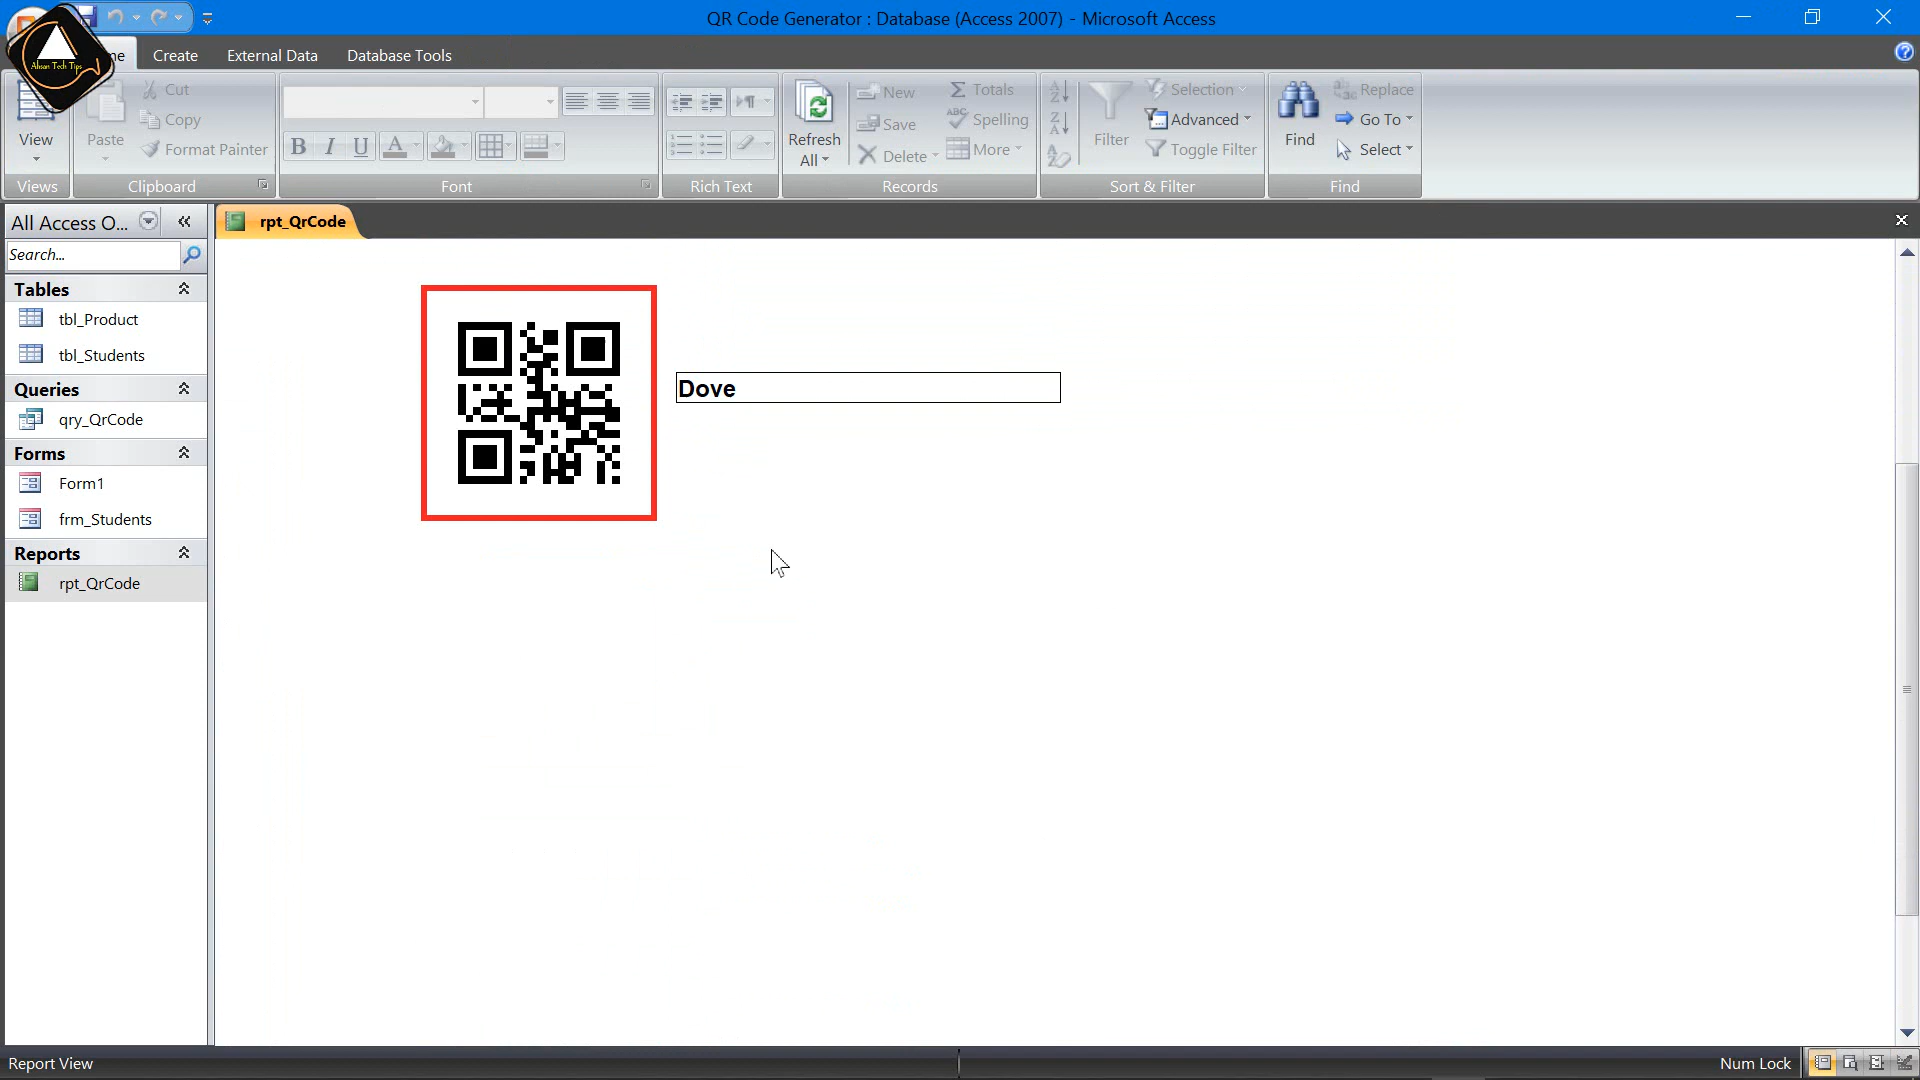 QR Code Generator : Database (Access 2007) - Microsoft Access
Ahsan Tech Tips
Create
External Data
Database Tools
View
Paste
Cut
Copy
Format Painter
B I U A
Refresh
All
New
Save
Delete
Totals
Spelling
More
Filter
Selection
Advanced
Toggle Filter
Find
Replace
Go To
Select
Views
Clipboard
Font
Rich Text
Records
Sort & Filter
Find
All Access O...
rpt_QrCode
Search...
Tables
tbl_Product
tbl_Students
Queries
qry_QrCode
Forms
Form1
frm_Students
Reports
rpt_QrCode
Dove
Report View
Num Lock